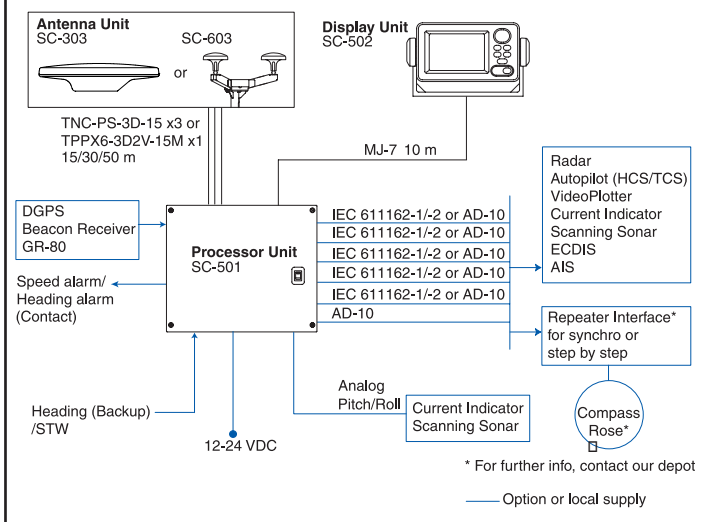 Antenna Unit
SC-303
SC-603
or
Display Unit
SC-502
TNC-PS-3D-15 x3 or
TPPX6-3D2V-15M x1
15/30/50 m
MJ-7 10 m
DGPS
Beacon Receiver
GR-80
Processor Unit
SC-501
IEC 611162-1/-2 or AD-10
IEC 611162-1/-2 or AD-10
IEC 611162-1/-2 or AD-10
IEC 611162-1/-2 or AD-10
IEC 611162-1/-2 or AD-10
AD-10
Radar
Autopilot (HCS/TCS)
VideoPlotter
Current Indicator
Scanning Sonar
ECDIS
AIS
Speed alarm/
Heading alarm
(Contact)
Repeater Interface*
for synchro or
step by step
Heading (Backup)
/STW
12-24 VDC
Analog
Pitch/Roll
Current Indicator
Scanning Sonar
Compass
Rose*
* For further info, contact our depot
Option or local supply